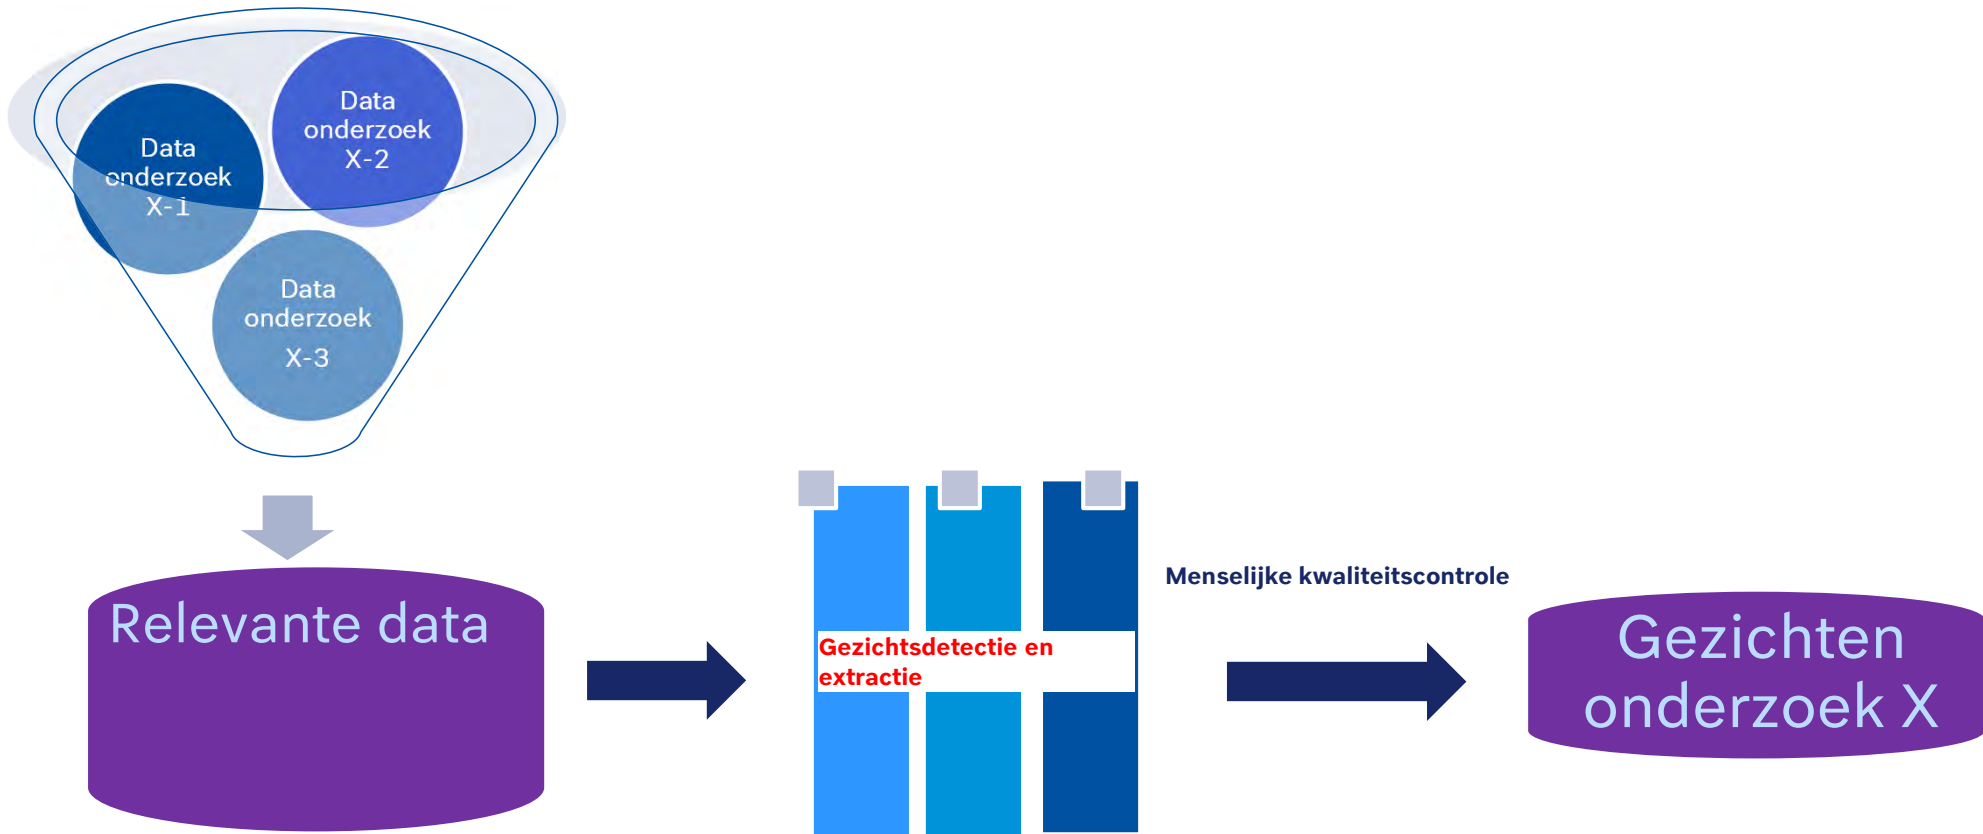 Data
onderzoek
X-1
Data
onderzoek
X-2
Data
onderzoek
X-3
Relevante data
Gezichtsdetectie en
extractie
Menselijke kwaliteitscontrole
Gezichten
onderzoek X